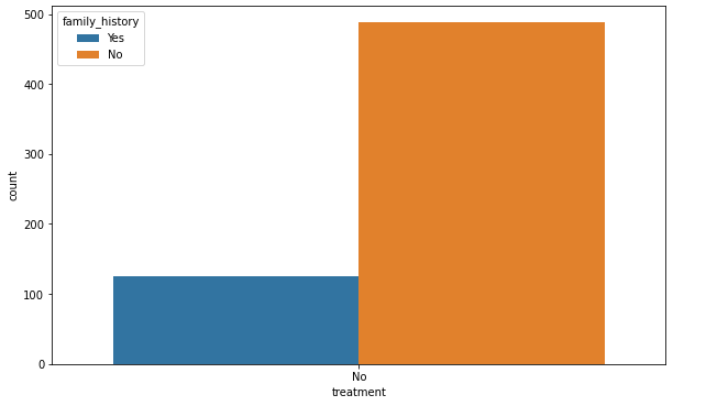 family_history
Yes
No
500
400
300
200
100
0
count
No
treatment